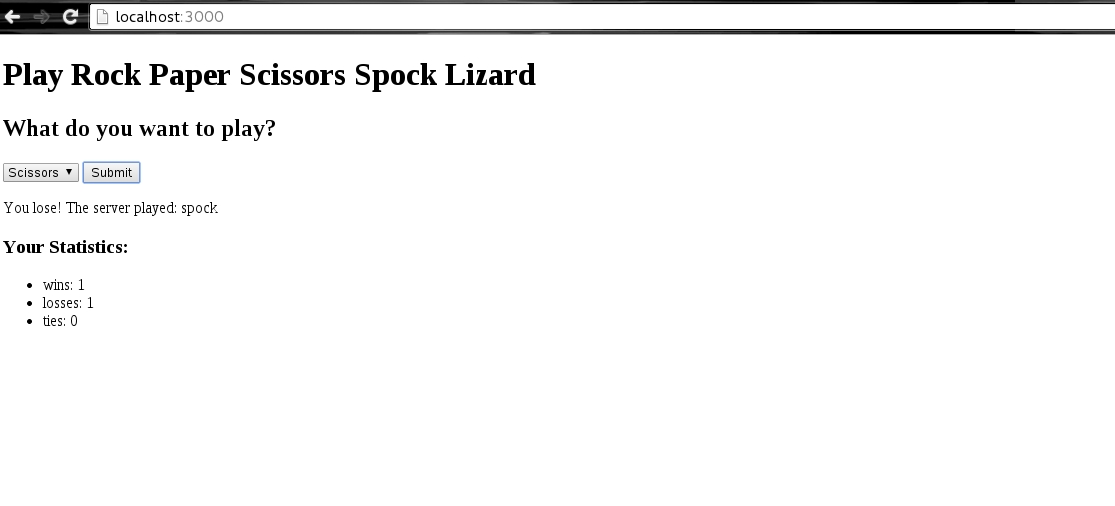 localhost:3000
Play Rock Paper Scissors Spock Lizard
What do you want to play?
Scissors Submit
You lose! The server played: spock
Your Statistics:
wins: 1
losses: 1
ties: 0